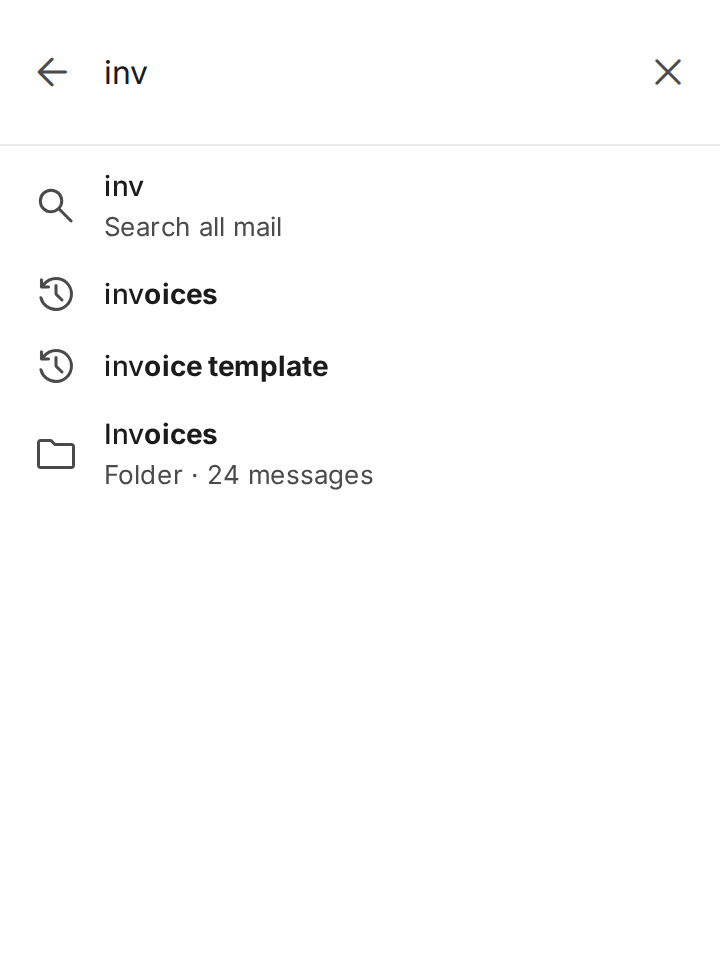 inv
inv
Search all mail
invoices
invoice template
Invoices
Folder · 24 messages